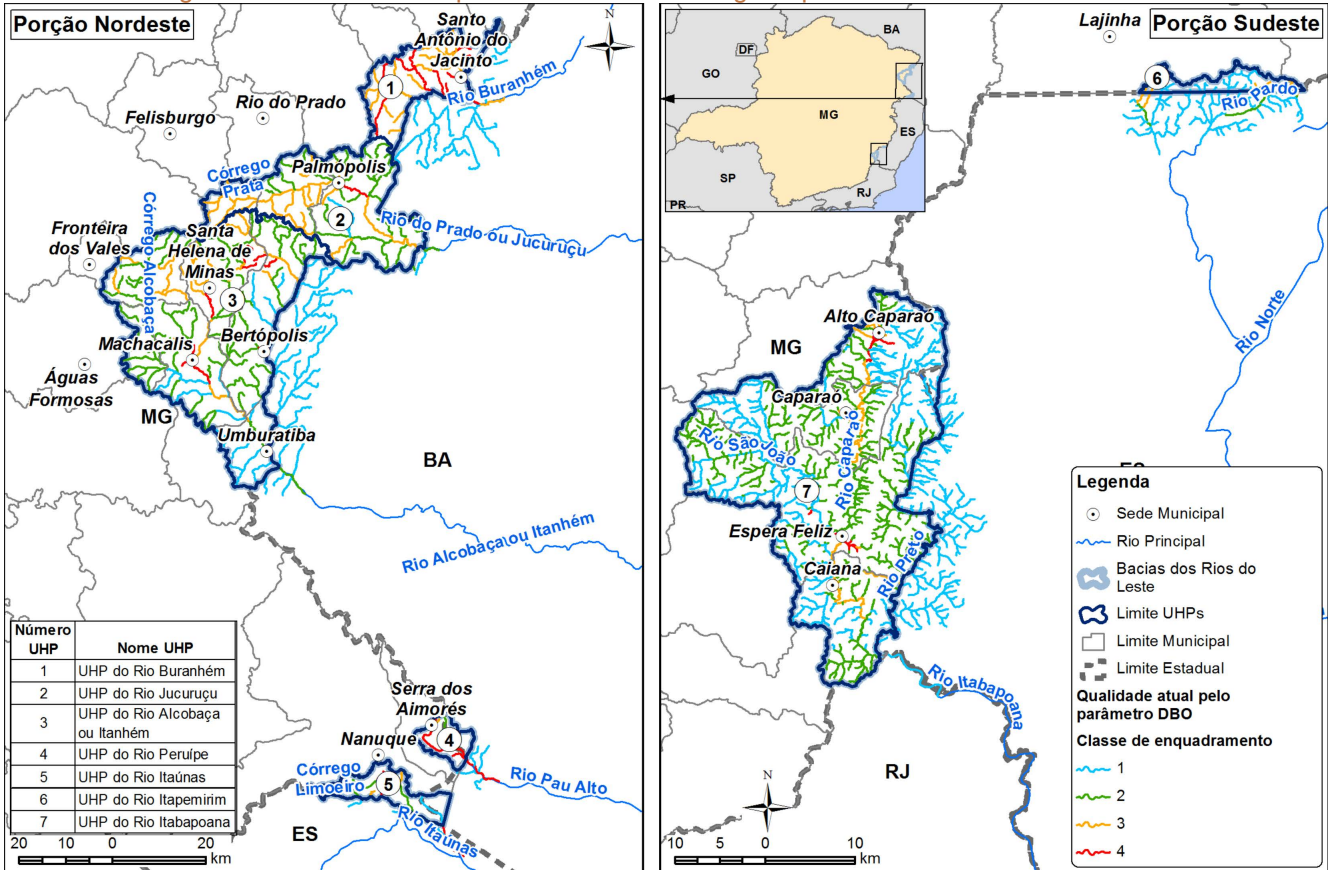 Porção Nordeste
Santo
Antônio do
Jacinto
N
1
Rio Buranhém
Rio do Prado
Felisburgo
Palmópolis
Córrego
Prata
2
Rio do Prado ou Jucuruçu
Córrego Alcobaça
Frontéira
dos Vales
Santa
Helena de
Minas
3
Machacalis
Bertópolis
Águas
Formosas
MG
Umburatiba
BA
Rio Alcobaça ou Itanhém
Número
UHP
Nome UHP
1 UHP do Rio Buranhém
2 UHP do Rio Jucuruçu
3 UHP do Rio Alcobaça
ou Itanhém
4 UHP do Rio Peruípe
5 UHP do Rio Itaúnas
6 UHP do Rio Itapemirim
7 UHP do Rio Itabapoana
Serra dos
Aimorés
4
Nanuque
Córrego
Limoeiro
5
Rio Pau Alto
Rio Itaúnas
ES
20 10 0 20
km
Porção Sudeste
Lajinha
6
Rio Pardo
BA
DF
GO
MG
ES
SP
RJ
PR
Rio Norte
MG
Alto Caparaó
Caparaó
Rio São João
Rio Caparaó
7
Espera Feliz
Caiana
Rio Preto
Rio Itabapoana
RJ
N
10 5 0 10
km
Legenda
Sede Municipal
Rio Principal
Bacias dos Rios do
Leste
Limite UHPs
Limite Municipal
Limite Estadual
Qualidade atual pelo
parâmetro DBO
Classe de enquadramento
1
2
3
4